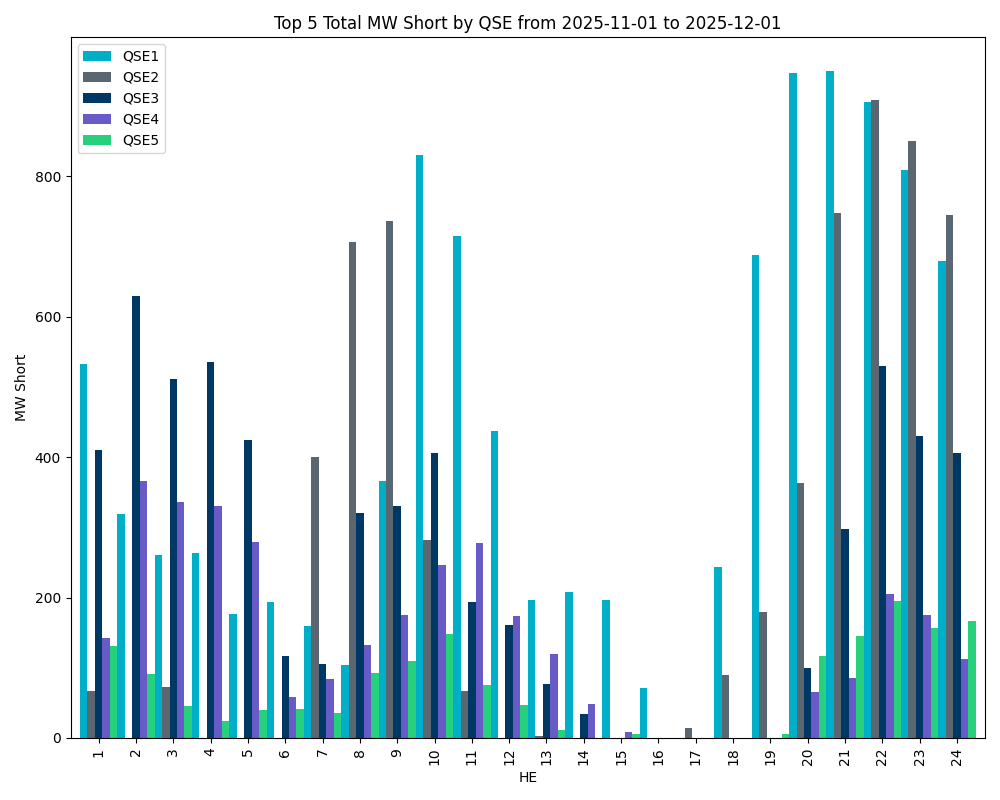 Top 5 Total MW Short by QSE from 2025-11-01 to 2025-12-01
QSE1
QSE2
QSE3
QSE4
QSE5
MW Short
800
600
400
200
0
1 2 3 4 5 6 7 8 9 10 11 12 13 14 15 16 17 18 19 20 21 22 23 24
HE